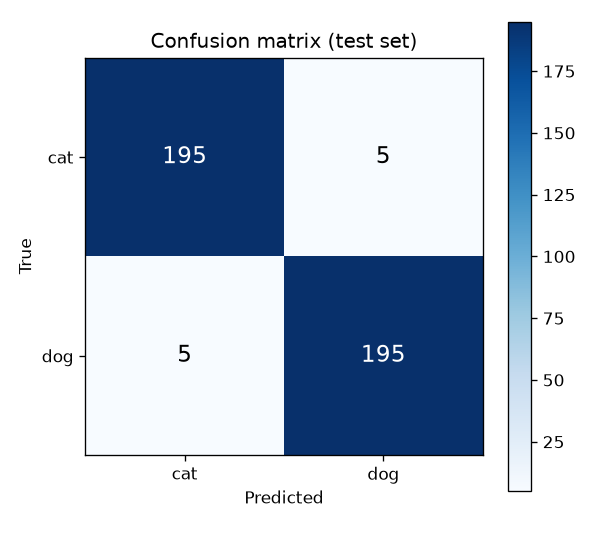 Confusion matrix (test set)
True
cat
195
5
dog
5
195
cat
dog
Predicted
175
150
125
100
75
50
25